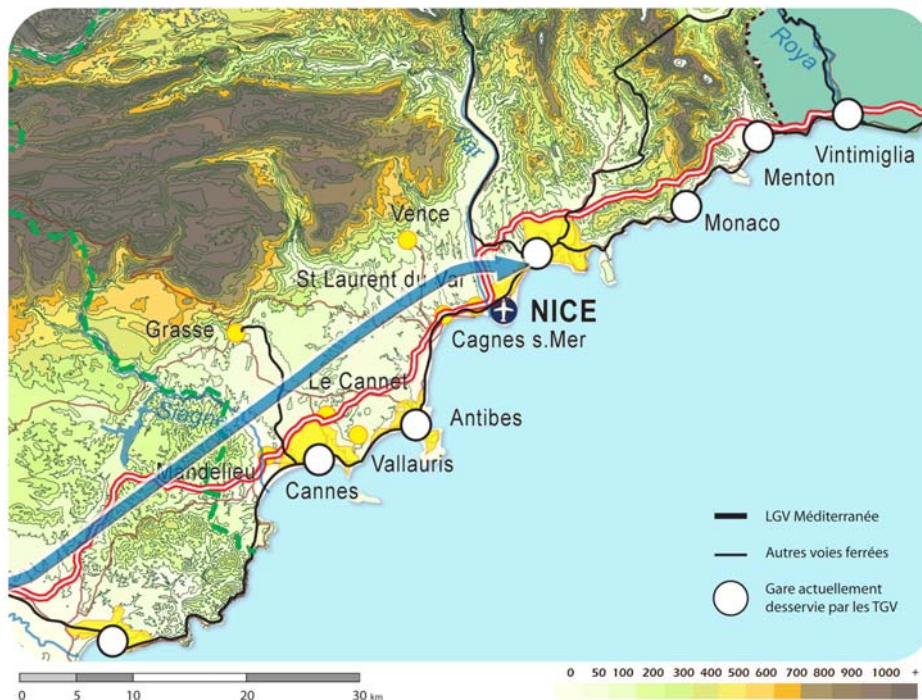 Roya
Var
Vintimiglia
Menton
Monaco
Vence
St Laurent du Var
NICE
Grasse
Cagnes s.Mer
Le Cannet
Antibes
Siagne
Mandelieu
Vallauris
Cannes
LGV Méditerranée
Autres voies ferrées
Gare actuellement
desservie par les TGV
0 5 10 20 30 km
0 50 100 200 300 400 500 600 700 800 900 1000 +